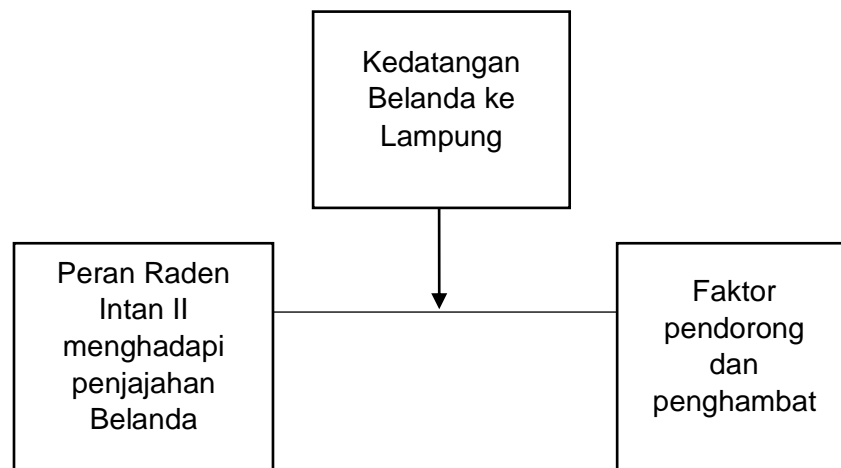 Kedatangan
Belanda ke
Lampung
Peran Raden
Intan II
menghadapi
penjajahan
Belanda
Faktor
pendorong
dan
penghambat